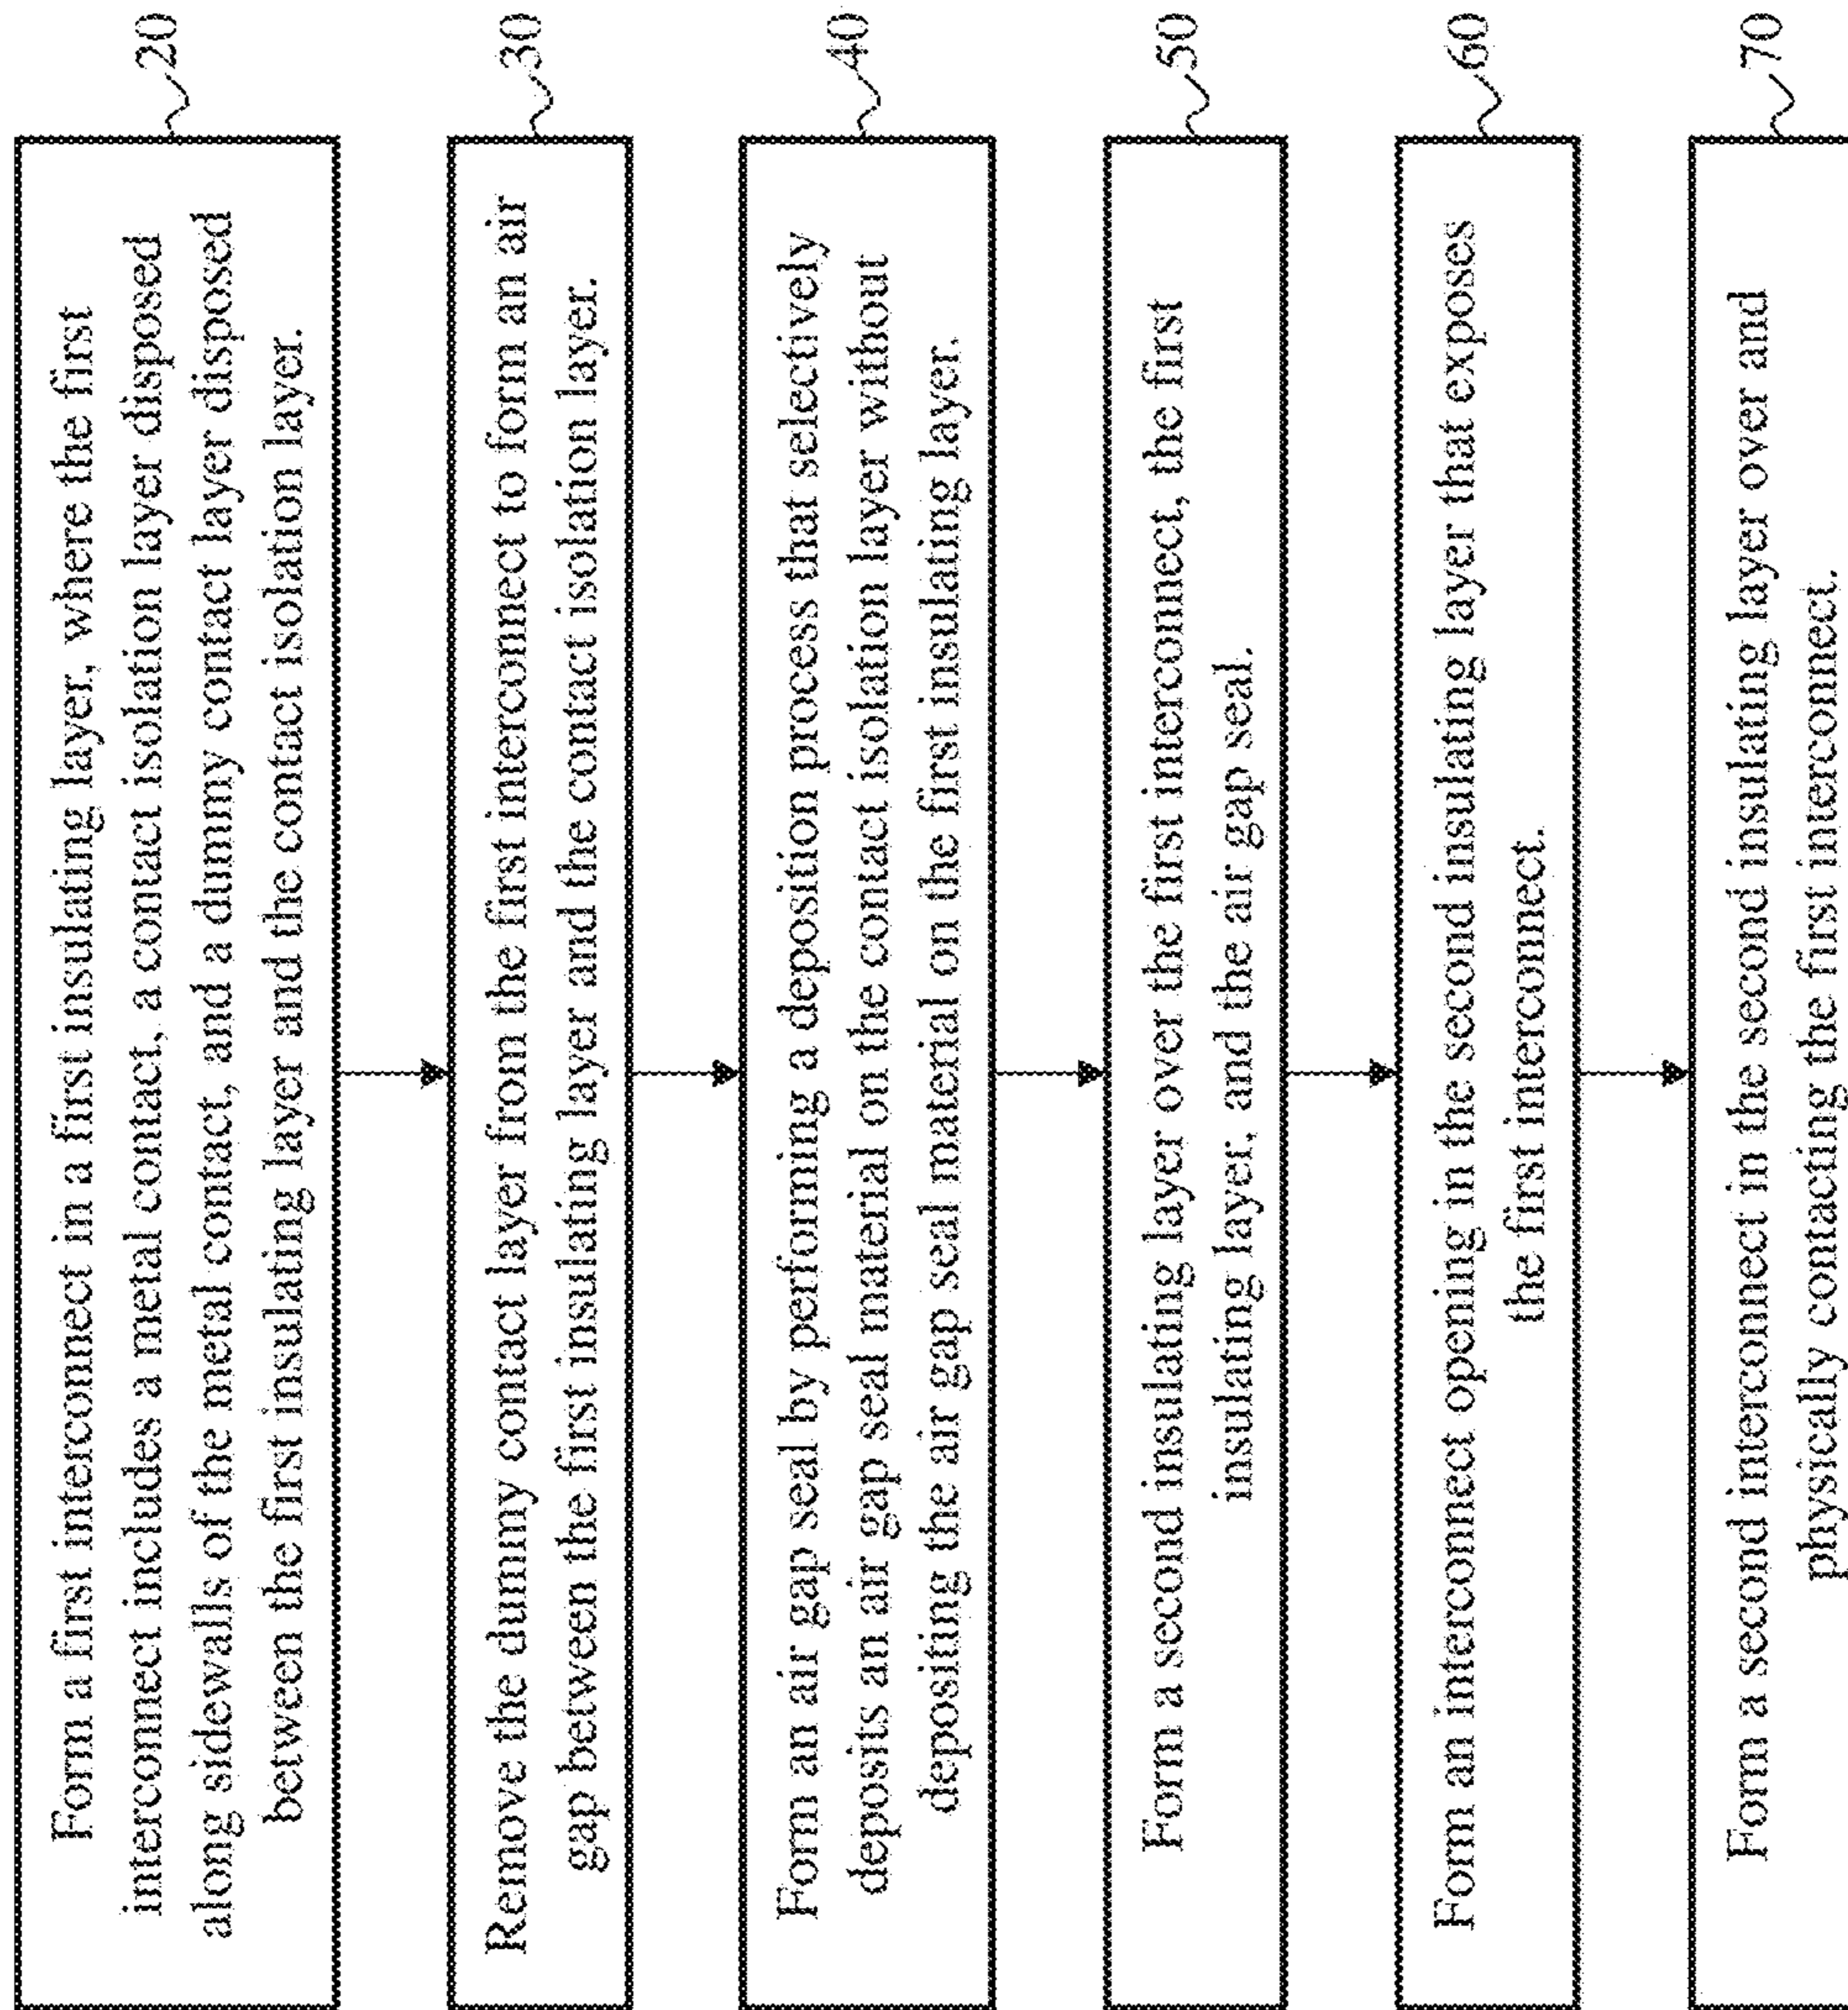 Form a first interconnect in a first insulating layer, where the first
interconnect includes a metal contact, a contact isolation layer disposed
along sidewalls of the metal contact, and a dummy contact layer disposed
between the first insulating layer and the contact isolation layer.
20
Remove the dummy contact layer from the first interconnect to form an air
gap between the first insulating layer and the contact isolation layer.
30
Form an air gap seal by performing a deposition process that selectively
deposits an air gap seal material on the contact isolation layer without
depositing the air gap seal material on the first insulating layer.
40
Form a second insulating layer over the first interconnect, the first
insulating layer, and the air gap seal.
50
Form an interconnect opening in the second insulating layer that exposes
the first interconnect.
60
Form a second interconnect in the second insulating layer over and
physically contacting the first interconnect.
70